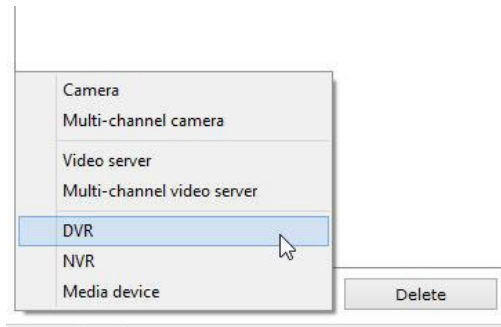 Camera
Multi-channel camera
Video server
Multi-channel video server
DVR
NVR
Media device
Delete